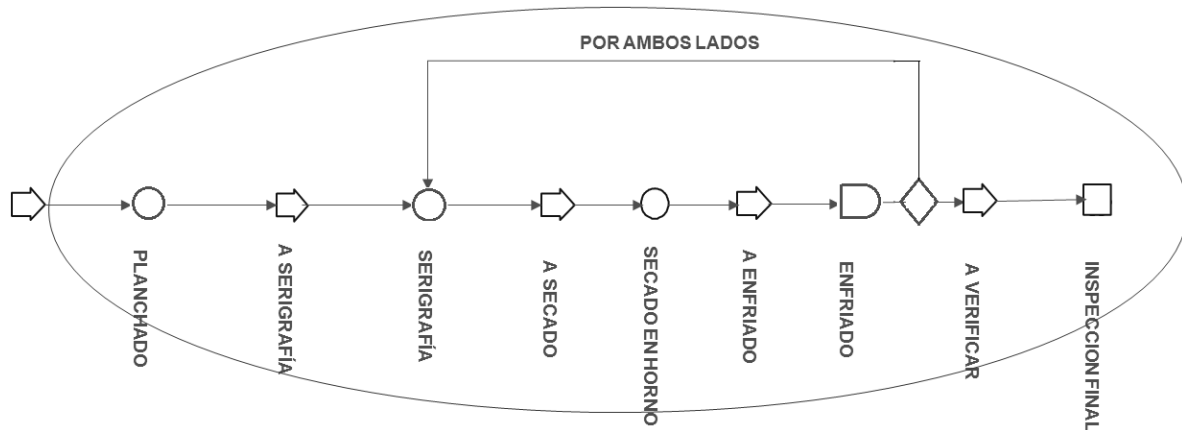 POR AMBOS LADOS
PLANCHADO
A SERIGRAFÍA
SERIGRAFÍA
A SECADO
SECADO EN HORNO
A ENFRIADO
ENFRIADO
A VERIFICAR
INSPECCION FINAL